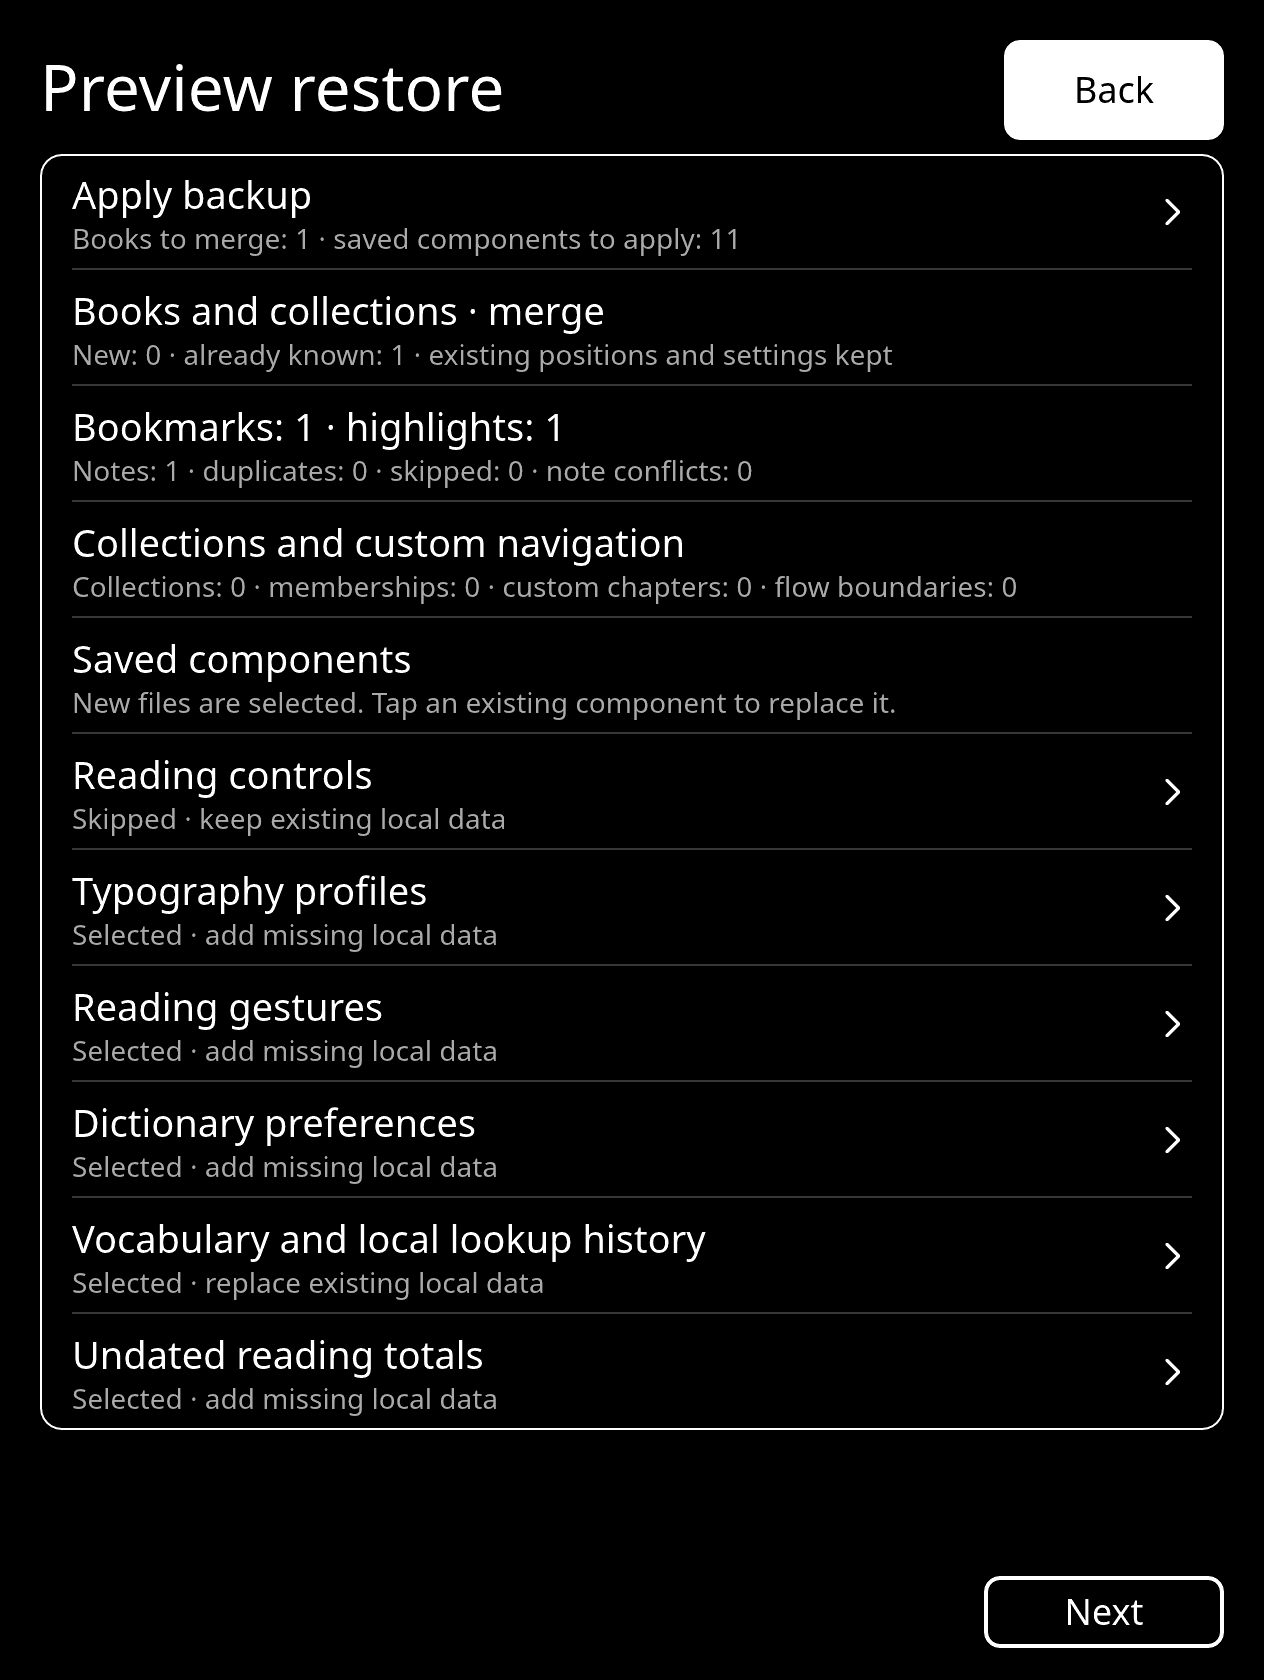 Preview restore
Back
Apply backup
Books to merge: 1 · saved components to apply: 11
Books and collections · merge
New: 0 · already known: 1 · existing positions and settings kept
Bookmarks: 1 · highlights: 1
Notes: 1 · duplicates: 0 · skipped: 0 · note conflicts: 0
Collections and custom navigation
Collections: 0 · memberships: 0 · custom chapters: 0 · flow boundaries: 0
Saved components
New files are selected. Tap an existing component to replace it.
Reading controls
Skipped · keep existing local data
Typography profiles
Selected · add missing local data
Reading gestures
Selected · add missing local data
Dictionary preferences
Selected · add missing local data
Vocabulary and local lookup history
Selected · replace existing local data
Undated reading totals
Selected · add missing local data
Next